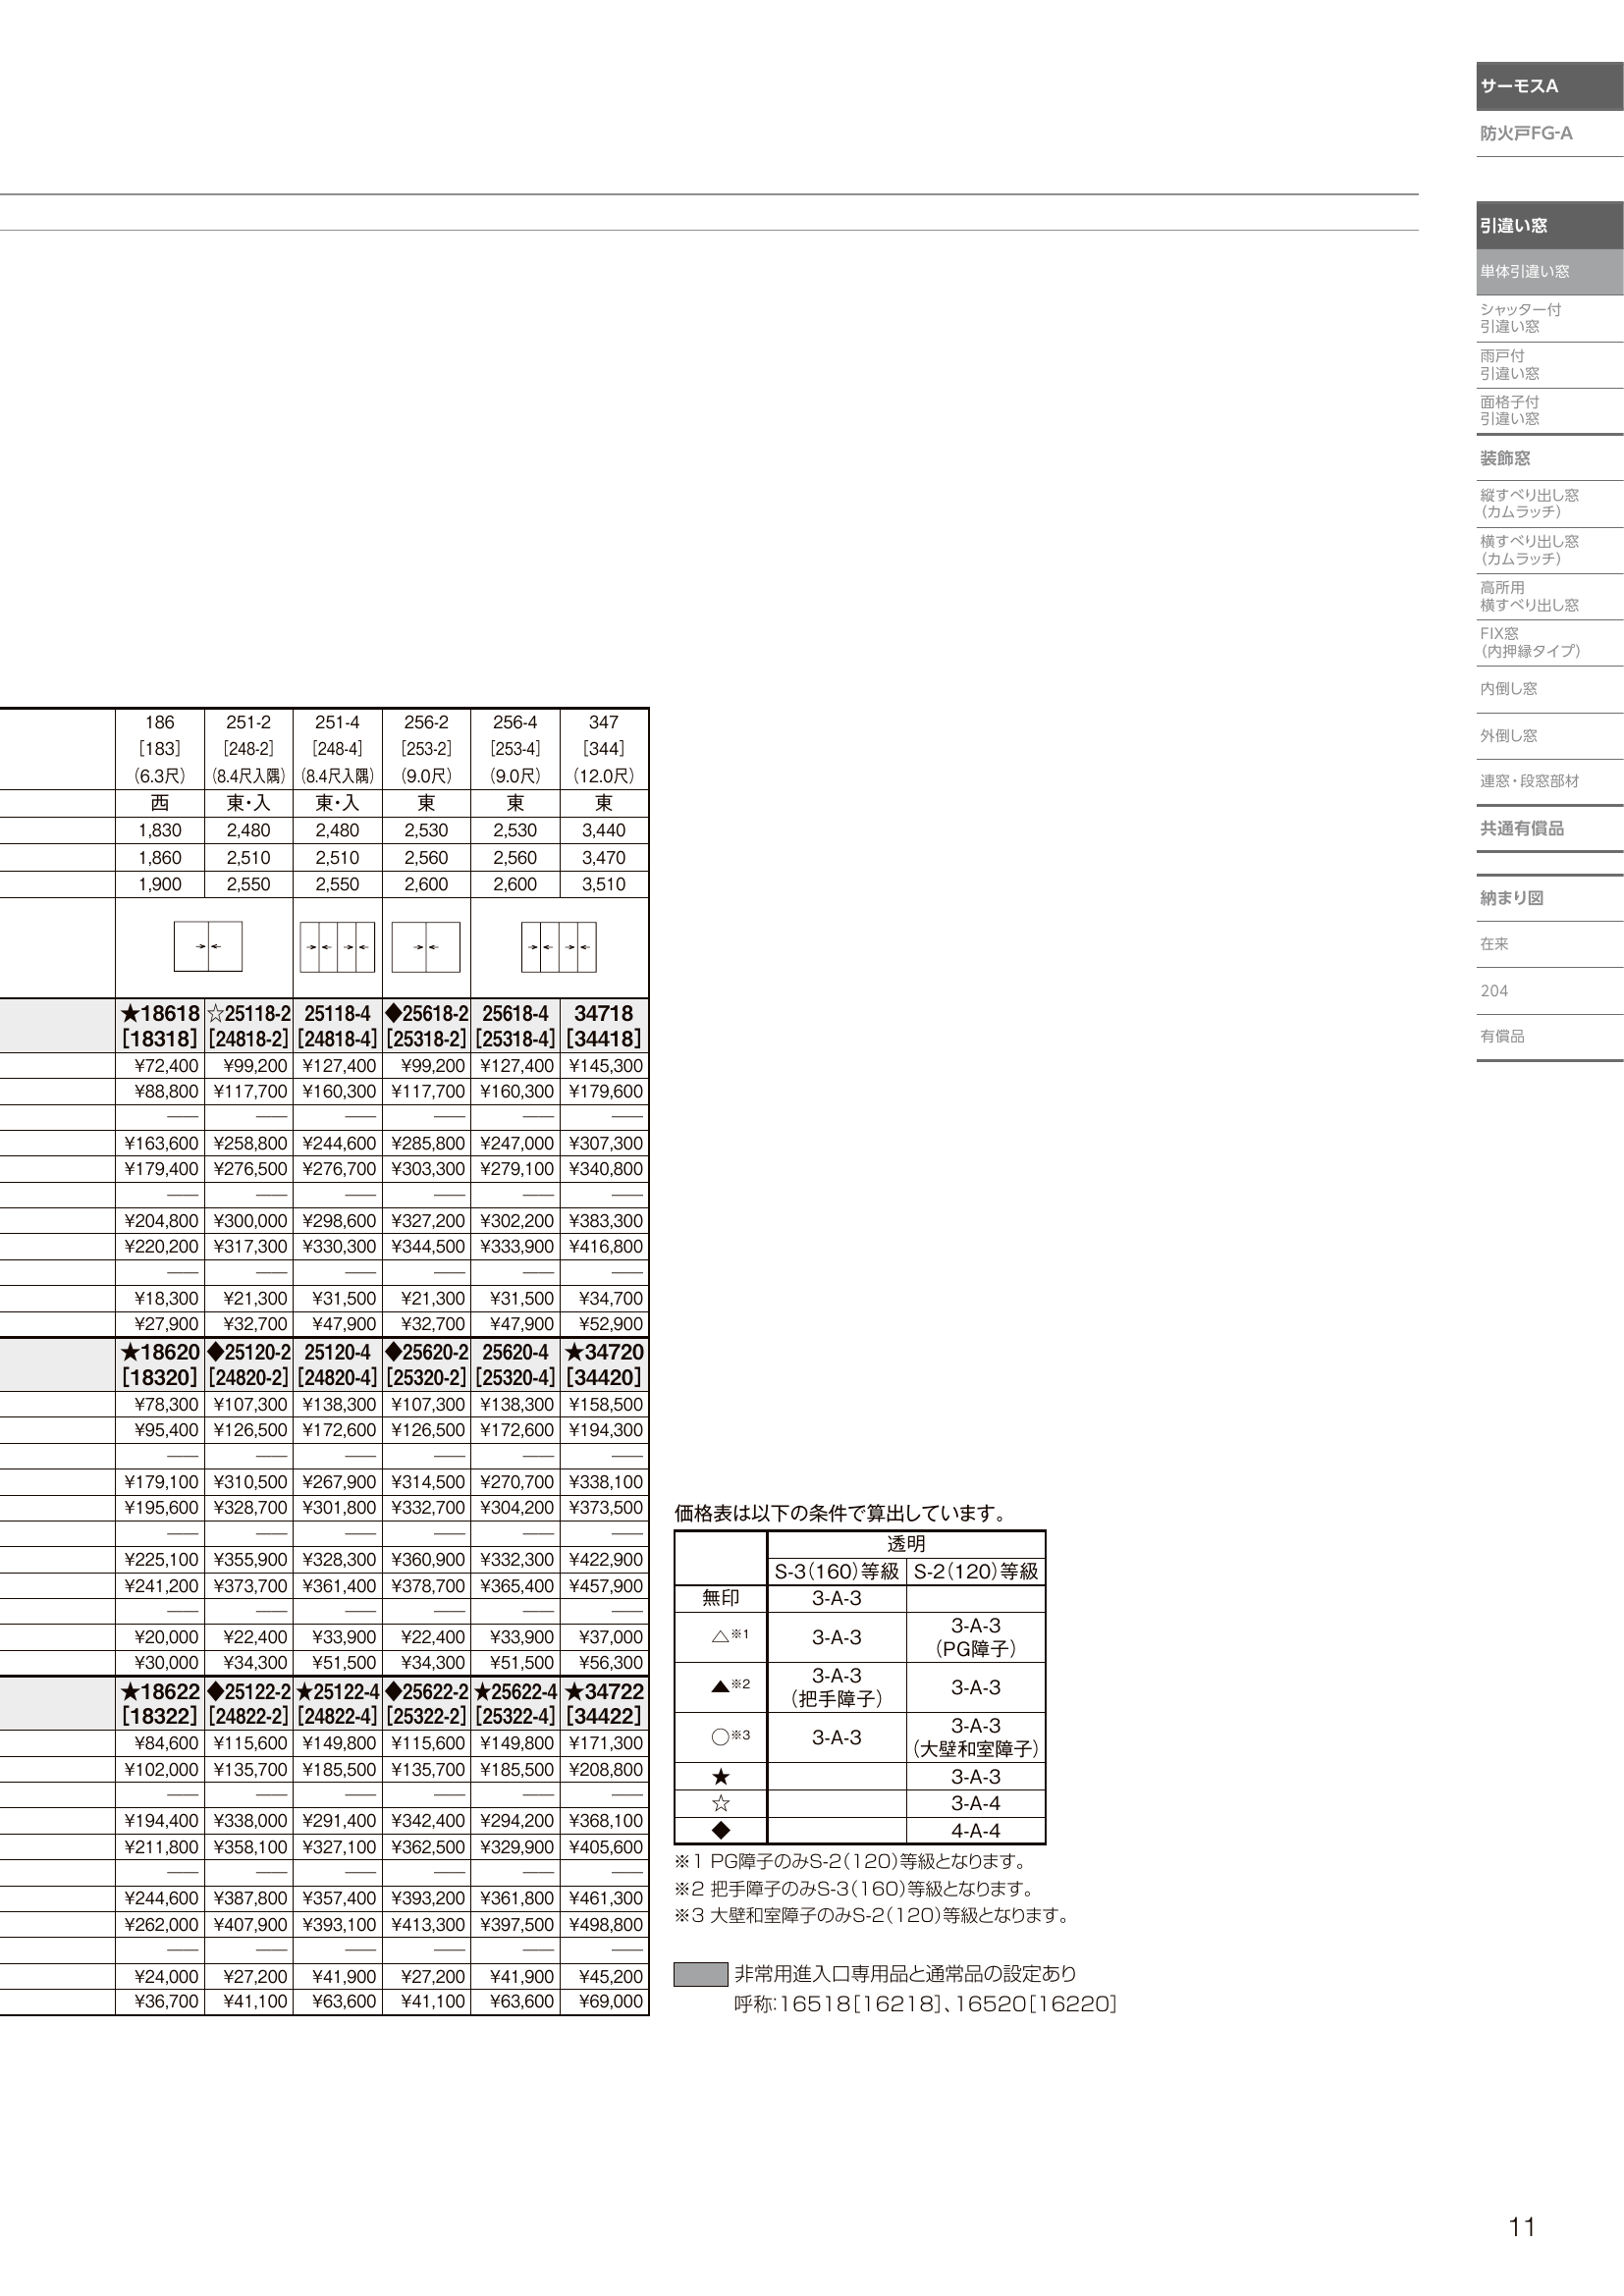 サーモスA
防火戸FG-A
引違い窓
単体引違い窓
シャッター付
引違い窓
雨戸付
引違い窓
面格子付
引違い窓
装飾窓
縦すべり出し窓
（カムラッチ）
横すべり出し窓
（カムラッチ）
高所用
横すべり出し窓
FIX窓
（内押縁タイプ）
内倒し窓
外倒し窓
連窓・段窓部材
共通有償品
納まり図
在来
204
有償品
186 251-2 251-4 256-2 256-4 347
[183] [248-2] [248-4] [253-2] [253-4] [344]
（6.3尺） （8.4尺入隅） （8.4尺入隅） （9.0尺） （9.0尺） （12.0尺）
西 東・入 東・入 東 東 東
1,830 2,480 2,480 2,530 2,530 3,440
1,860 2,510 2,510 2,560 2,560 3,470
1,900 2,550 2,550 2,600 2,600 3,510
★18618 ☆25118-2 25118-4 ◆25618-2 25618-4 34718
[18318] [24818-2] [24818-4] [25318-2] [25318-4] [34418]
¥72,400 ¥99,200 ¥127,400 ¥99,200 ¥127,400 ¥145,300
¥88,800 ¥117,700 ¥160,300 ¥117,700 ¥160,300 ¥179,600
―― ―― ―― ―― ―― ――
¥163,600 ¥258,800 ¥244,600 ¥285,800 ¥247,000 ¥307,300
¥179,400 ¥276,500 ¥276,700 ¥303,300 ¥279,100 ¥340,800
―― ―― ―― ―― ―― ――
¥204,800 ¥300,000 ¥298,600 ¥327,200 ¥302,200 ¥383,300
¥220,200 ¥317,300 ¥330,300 ¥344,500 ¥333,900 ¥416,800
―― ―― ―― ―― ―― ――
¥18,300 ¥21,300 ¥31,500 ¥21,300 ¥31,500 ¥34,700
¥27,900 ¥32,700 ¥47,900 ¥32,700 ¥47,900 ¥52,900
★18620 ◆25120-2 25120-4 ◆25620-2 25620-4 ★34720
[18320] [24820-2] [24820-4] [25320-2] [25320-4] [34420]
¥78,300 ¥107,300 ¥138,300 ¥107,300 ¥138,300 ¥158,500
¥95,400 ¥126,500 ¥172,600 ¥126,500 ¥172,600 ¥194,300
―― ―― ―― ―― ―― ――
¥179,100 ¥310,500 ¥267,900 ¥314,500 ¥270,700 ¥338,100
¥195,600 ¥328,700 ¥301,800 ¥332,700 ¥304,200 ¥373,500
―― ―― ―― ―― ―― ――
¥225,100 ¥355,900 ¥328,300 ¥360,900 ¥332,300 ¥422,900
¥241,200 ¥373,700 ¥361,400 ¥378,700 ¥365,400 ¥457,900
―― ―― ―― ―― ―― ――
¥20,000 ¥22,400 ¥33,900 ¥22,400 ¥33,900 ¥37,000
¥30,000 ¥34,300 ¥51,500 ¥34,300 ¥51,500 ¥56,300
★18622 ◆25122-2 ★25122-4 ◆25622-2 ★25622-4 ★34722
[18322] [24822-2] [24822-4] [25322-2] [25322-4] [34422]
¥84,600 ¥115,600 ¥149,800 ¥115,600 ¥149,800 ¥171,300
¥102,000 ¥135,700 ¥185,500 ¥135,700 ¥185,500 ¥208,800
―― ―― ―― ―― ―― ――
¥194,400 ¥338,000 ¥291,400 ¥342,400 ¥294,200 ¥368,100
¥211,800 ¥358,100 ¥327,100 ¥362,500 ¥329,900 ¥405,600
―― ―― ―― ―― ―― ――
¥244,600 ¥387,800 ¥357,400 ¥393,200 ¥361,800 ¥461,300
¥262,000 ¥407,900 ¥393,100 ¥413,300 ¥397,500 ¥498,800
―― ―― ―― ―― ―― ――
¥24,000 ¥27,200 ¥41,900 ¥27,200 ¥41,900 ¥45,200
¥36,700 ¥41,100 ¥63,600 ¥41,100 ¥63,600 ¥69,000
価格表は以下の条件で算出しています。
透明
S-3（160）等級 S-2（120）等級
無印 3-A-3
△※1 3-A-3 3-A-3
（PG障子）
▲※2 3-A-3
（把手障子） 3-A-3
○※3 3-A-3 3-A-3
（大壁和室障子）
★ 3-A-3
☆ 3-A-4
◆ 4-A-4
※1 PG障子のみS-2（120）等級となります。
※2 把手障子のみS-3（160）等級となります。
※3 大壁和室障子のみS-2（120）等級となります。
非常用進入口専用品と通常品の設定あり
呼称：16518[16218]、16520[16220]
11